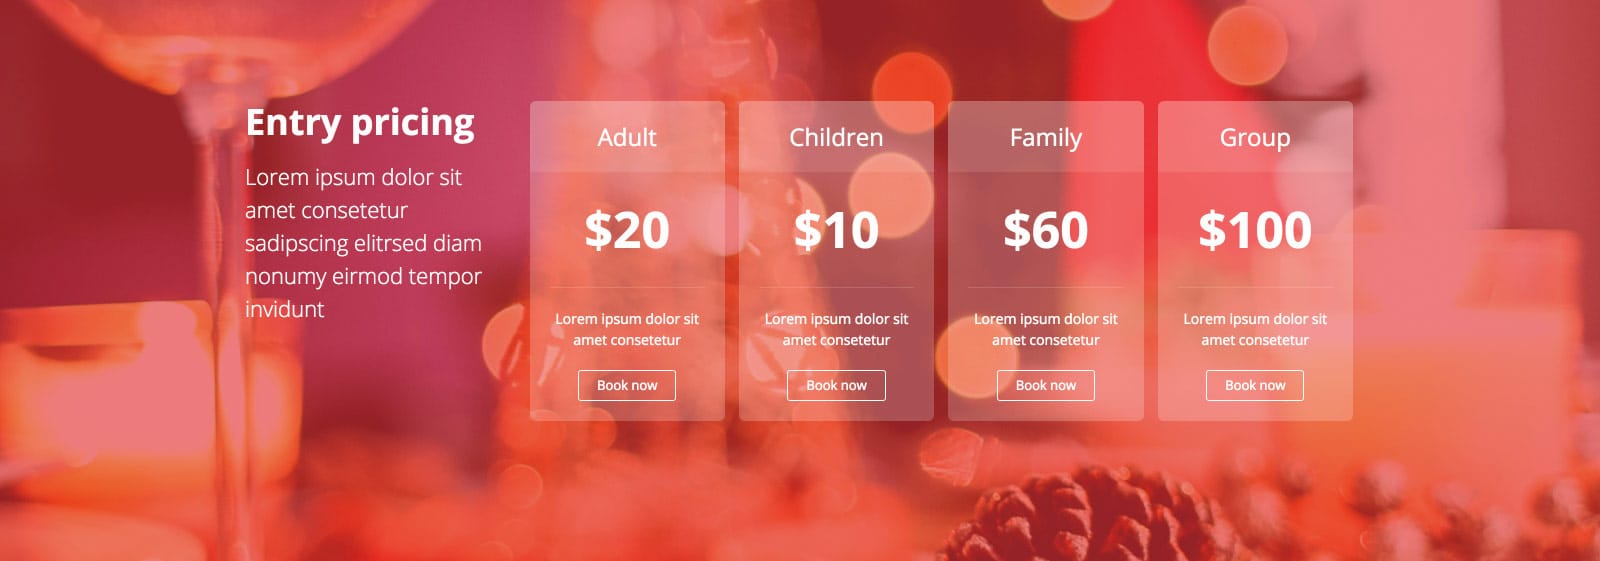 Entry pricing
Lorem ipsum dolor sit
amet consetetur
sadipscing elitrsed diam
nonumy eirmod tempor
invidunt
Adult
$20
Lorem ipsum dolor sit
amet consetetur
Book now
Children
$10
Lorem ipsum dolor sit
amet consetetur
Book now
Family
$60
Lorem ipsum dolor sit
amet consetetur
Book now
Group
$100
Lorem ipsum dolor sit
amet consetetur
Book now